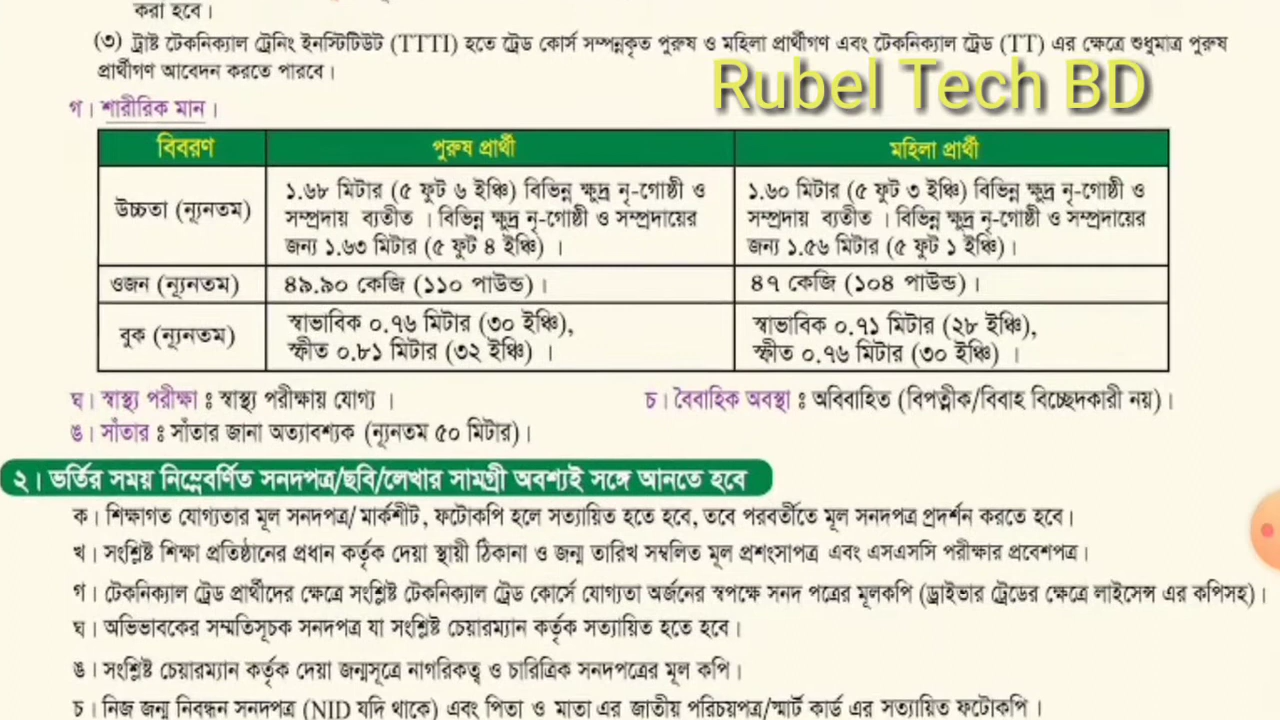 করা হবে।
(৩) ট্রাষ্ট টেকনিক্যাল ট্রেনিং ইনস্টিটিউট (TTTI) হতে ট্রেড কোর্স সম্পন্নকৃত পুরুষ ও মহিলা প্রার্থীগণ এবং টেকনিক্যাল ট্রেড (TT) এর ক্ষেত্রে শুধুমাত্র পুরুষ
প্রার্থীগণ আবেদন করতে পারবে।
Rubel Tech BD
গ। শারীরিক মান।
বিবরণ পুরুষ প্রার্থী মহিলা প্রার্থী
উচ্চতা (ন্যূনতম)
১.৬৮ মিটার (৫ ফুট ৬ ইঞ্চি) বিভিন্ন ক্ষুদ্র নৃ-গোষ্ঠী ও
সম্প্রদায় ব্যতীত । বিভিন্ন ক্ষুদ্র নৃ-গোষ্ঠী ও সম্প্রদায়ের
জন্য ১.৬৩ মিটার (৫ ফুট ৪ ইঞ্চি) ।
১.৬০ মিটার (৫ ফুট ৩ ইঞ্চি) বিভিন্ন ক্ষুদ্র নৃ-গোষ্ঠী ও
সম্প্রদায় ব্যতীত । বিভিন্ন ক্ষুদ্র নৃ-গোষ্ঠী ও সম্প্রদায়ের
জন্য ১.৫৬ মিটার (৫ ফুট ১ ইঞ্চি)।
ওজন (ন্যূনতম) ৪৯.৯০ কেজি (১১০ পাউন্ড)। ৪৭ কেজি (১০৪ পাউন্ড)।
বুক (ন্যূনতম)
স্বাভাবিক ০.৭৬ মিটার (৩০ ইঞ্চি),
স্ফীত ০.৮১ মিটার (৩২ ইঞ্চি) ।
স্বাভাবিক ০.৭১ মিটার (২৮ ইঞ্চি),
স্ফীত ০.৭৬ মিটার (৩০ ইঞ্চি) ।
ঘ। স্বাস্থ্য পরীক্ষা ঃ স্বাস্থ্য পরীক্ষায় যোগ্য । চ। বৈবাহিক অবস্থা ঃ অবিবাহিত (বিপত্নীক/বিবাহ বিচ্ছেদকারী নয়)।
ঙ। সাঁতার ঃ সাঁতার জানা অত্যাবশ্যক (ন্যূনতম ৫০ মিটার)।
২। ভর্তির সময় নিম্নেবর্ণিত সনদপত্র/ছবি/লেখার সামগ্রী অবশ্যই সঙ্গে আনতে হবে
ক। শিক্ষাগত যোগ্যতার মূল সনদপত্র/ মার্কশীট, ফটোকপি হলে সত্যায়িত হতে হবে, তবে পরবর্তীতে মূল সনদপত্র প্রদর্শন করতে হবে।
খ। সংশ্লিষ্ট শিক্ষা প্রতিষ্ঠানের প্রধান কর্তৃক দেয়া স্থায়ী ঠিকানা ও জন্ম তারিখ সম্বলিত মূল প্রশংসাপত্র এবং এসএসসি পরীক্ষার প্রবেশপত্র।
গ। টেকনিক্যাল ট্রেড প্রার্থীদের ক্ষেত্রে সংশ্লিষ্ট টেকনিক্যাল ট্রেড কোর্সে যোগ্যতা অর্জনের স্বপক্ষে সনদ পত্রের মূলকপি (ড্রাইভার ট্রেডের ক্ষেত্রে লাইসেন্স এর কপিসহ)।
ঘ। অভিভাবকের সম্মতিসূচক সনদপত্র যা সংশ্লিষ্ট চেয়ারম্যান কর্তৃক সত্যায়িত হতে হবে।
ঙ। সংশ্লিষ্ট চেয়ারম্যান কর্তৃক দেয়া জন্মসূত্রে নাগরিকত্ব ও চারিত্রিক সনদপত্রের মূল কপি।
চ। নিজ জন্ম নিবন্ধন সনদপত্র (NID যদি থাকে) এবং পিতা ও মাতা এর জাতীয় পরিচয়পত্র/স্মার্ট কার্ড এর সত্যায়িত ফটোকপি ।